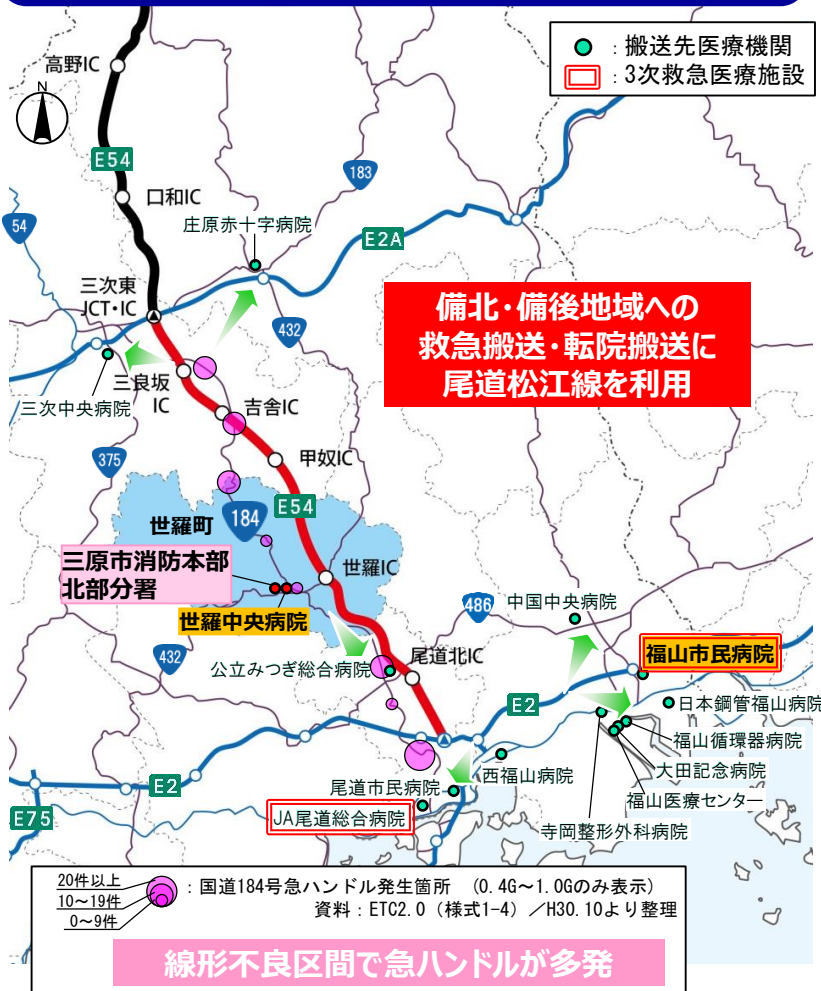 ：搬送先医療機関
：3次救急医療施設
高野IC
N
E54
口和IC
183
54
庄原赤十字病院
E2A
三次東
JCT・IC
432
備北・備後地域への
救急搬送・転院搬送に
尾道松江線を利用
三良坂
IC
三次中央病院
吉舎IC
375
甲奴IC
E54
184
世羅町
三原市消防本部
北部分署
世羅IC
世羅中央病院
486
中国中央病院
432
公立みつぎ総合病院
尾道北IC
福山市民病院
E2
日本鋼管福山病院
福山循環器病院
西福山病院
大田記念病院
E2
尾道市民病院
福山医療センター
E75
JA尾道総合病院
寺岡整形外科病院
20件以上
10～19件
0～9件
：国道184号急ハンドル発生箇所 （0.4G～1.0Gのみ表示）
資料：ETC2.0（様式1-4）／H30.10より整理
線形不良区間で急ハンドルが多発